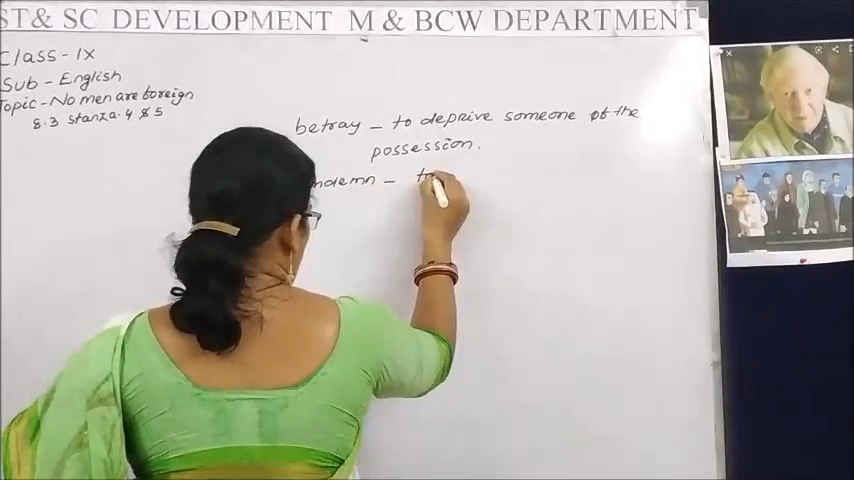 ST & SC DEVELOPMENT M & BCW DEPARTMENT
Class - IX
Sub - English
Topic - No men are foreign
8.3 stanza. 4 & 5
betray - to deprive someone of the
possession.
ndemn - to